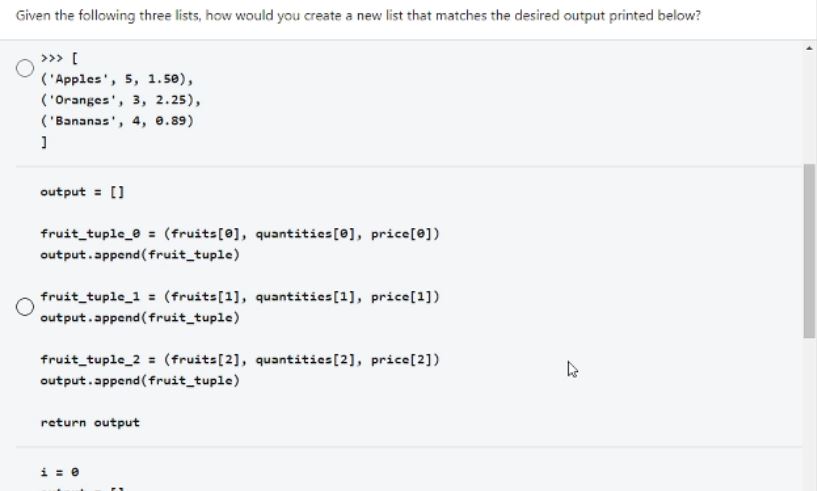 Given the following three lists, how would you create a new list that matches the desired output printed below?
>>> [
('Apples', 5, 1.50),
('Oranges', 3, 2.25),
('Bananas', 4, 0.89)
]
output = []
fruit_tuple_0 = (fruits[0], quantities[0], price[0])
output.append(fruit_tuple)
fruit_tuple_1 = (fruits[1], quantities[1], price[1])
output.append(fruit_tuple)
fruit_tuple_2 = (fruits[2], quantities[2], price[2])
output.append(fruit_tuple)
return output
i = 0